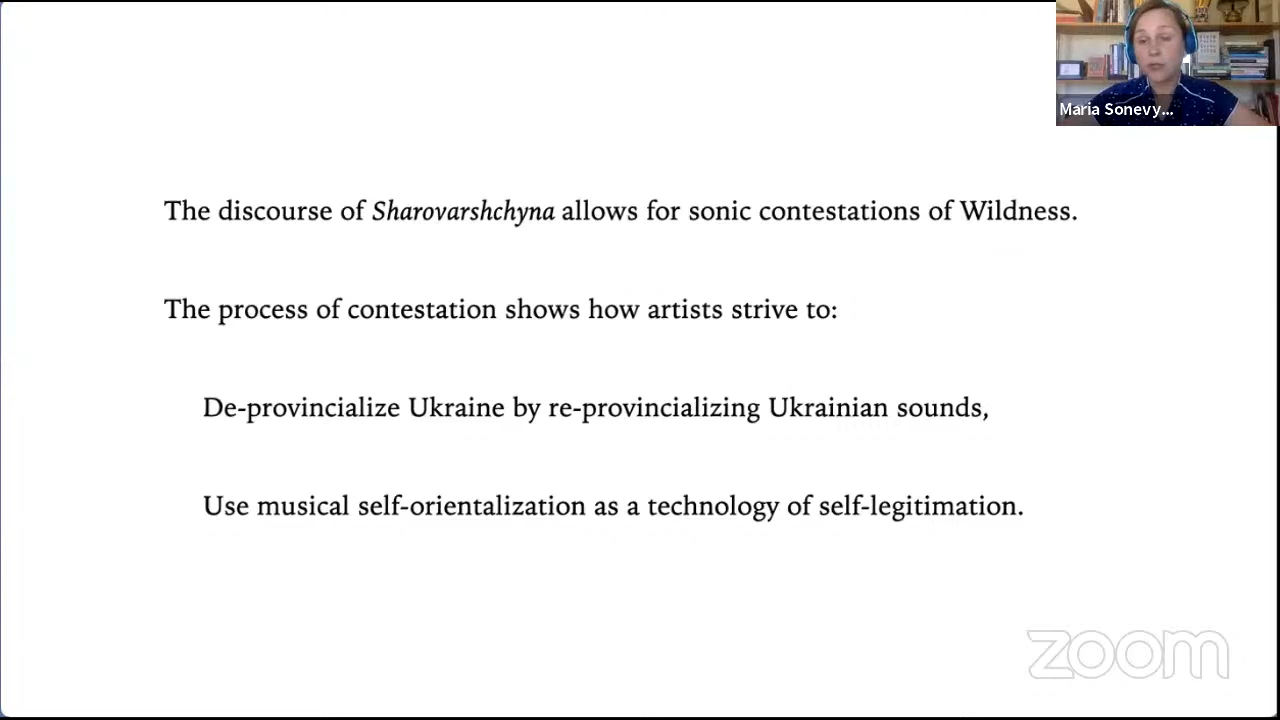 Maria Sonevy...
The discourse of Sharovarshchyna allows for sonic contestations of Wildness.
The process of contestation shows how artists strive to:
De-provincialize Ukraine by re-provincializing Ukrainian sounds,
Use musical self-orientalization as a technology of self-legitimation.
zoom